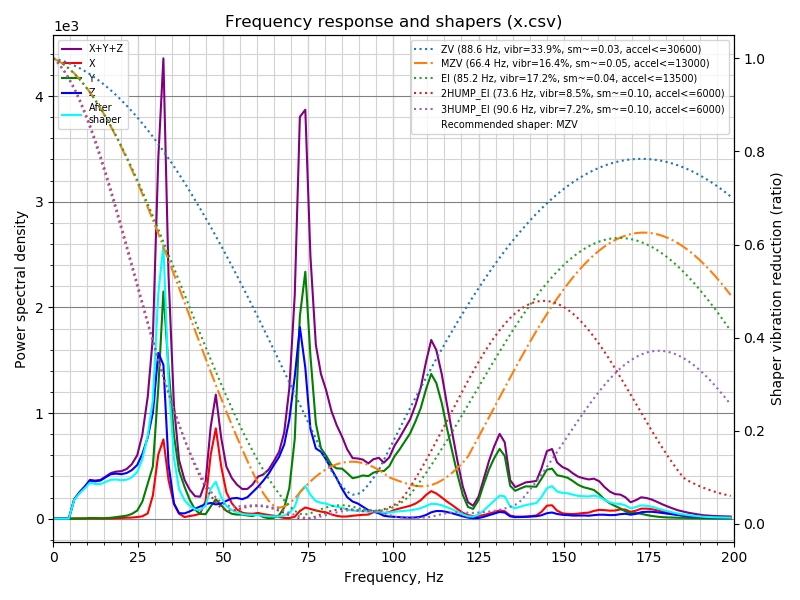 Frequency response and shapers (x.csv)
1e3
X+Y+Z
X
Y
Z
After
shaper
ZV (88.6 Hz, vibr=33.9%, sm~=0.03, accel<=30600)
MZV (66.4 Hz, vibr=16.4%, sm~=0.05, accel<=13000)
EI (85.2 Hz, vibr=17.2%, sm~=0.04, accel<=13500)
2HUMP_EI (73.6 Hz, vibr=8.5%, sm~=0.10, accel<=6000)
3HUMP_EI (90.6 Hz, vibr=7.2%, sm~=0.10, accel<=6000)
Recommended shaper: MZV
Power spectral density
4
3
2
1
0
1.0
0.8
0.6
0.4
0.2
0.0
Shaper vibration reduction (ratio)
0 25 50 75 100 125 150 175 200
Frequency, Hz